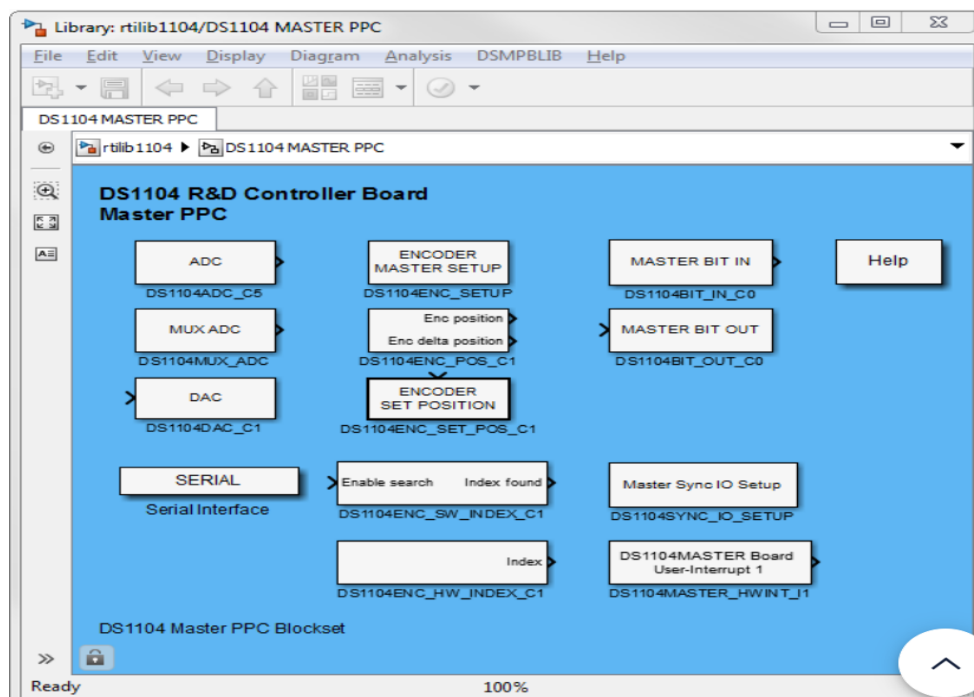 Library: rtilib1104/DS1104 MASTER PPC
File Edit View Display Diagram Analysis DSMPBLIB Help
DS1104 MASTER PPC
rtilib1104 DS1104 MASTER PPC
DS1104 R&D Controller Board
Master PPC
ADC
DS1104ADC_C5
ENCODER
MASTER SETUP
DS1104ENC_SETUP
MASTER BIT IN
DS1104BIT_IN_C0
Help
MUX ADC
DS1104MUX_ADC
Enc position
Enc delta position
DS1104ENC_POS_C1
MASTER BIT OUT
DS1104BIT_OUT_C0
DAC
DS1104DAC_C1
ENCODER
SET POSITION
DS1104ENC_SET_POS_C1
SERIAL
Serial Interface
Enable search Index found
DS1104ENC_SW_INDEX_C1
Master Sync IO Setup
DS1104SYNC_IO_SETUP
Index
DS1104ENC_HW_INDEX_C1
DS1104MASTER Board
User-Interrupt 1
DS1104MASTER_HWINT_I1
DS1104 Master PPC Blockset
Ready 100%